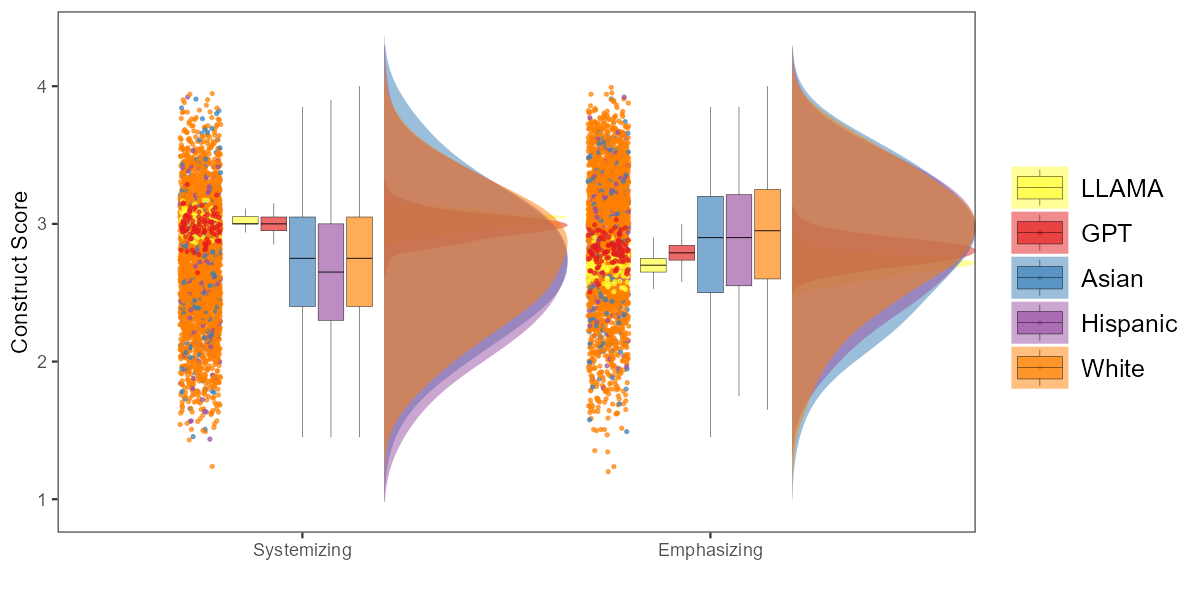 Construct Score
4
3
2
1
Systemizing
Emphasizing
LLAMA
GPT
Asian
Hispanic
White